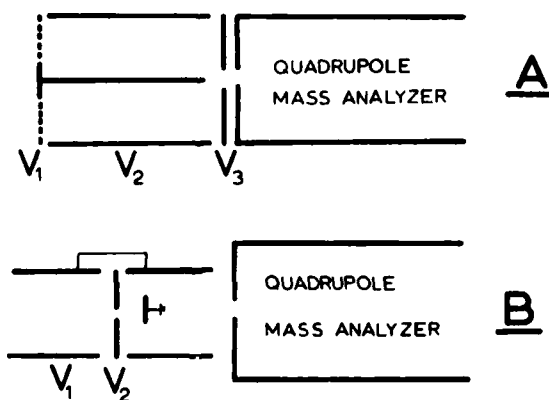 QUADRUPOLE
MASS ANALYZER
A
V1 V2 V3
QUADRUPOLE
MASS ANALYZER
B
V1 V2